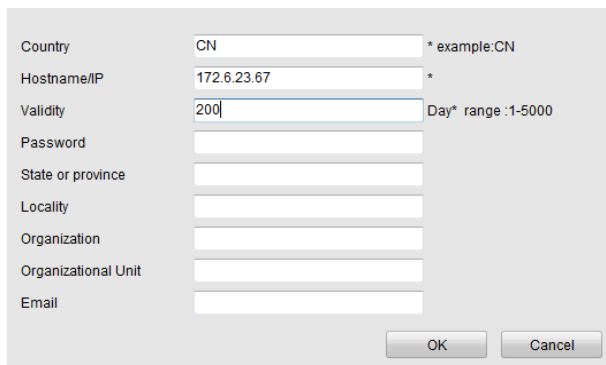 Country CN * example:CN
Hostname/IP 172.6.23.67 *
Validity 200 Day* range :1-5000
Password
State or province
Locality
Organization
Organizational Unit
Email
OK Cancel